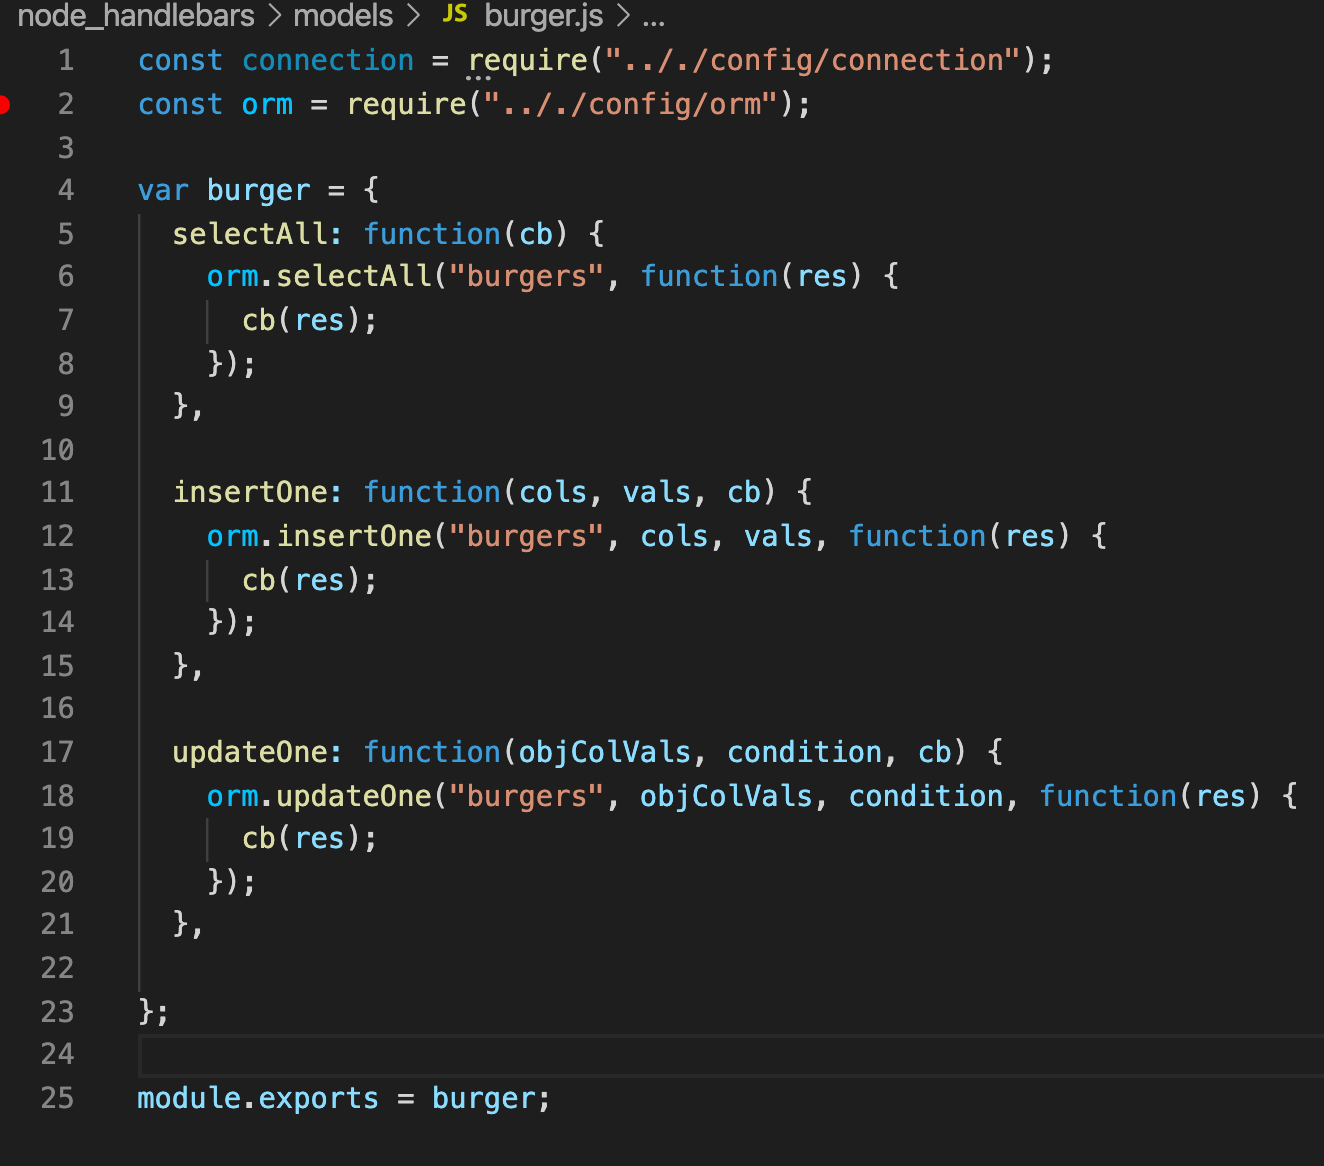 node_handlebars > models > JS burger.js > ...
1 const connection = require(".././config/connection");
2 const orm = require(".././config/orm");
3
4 var burger = {
5   selectAll: function(cb) {
6     orm.selectAll("burgers", function(res) {
7       cb(res);
8     });
9   },
10
11   insertOne: function(cols, vals, cb) {
12     orm.insertOne("burgers", cols, vals, function(res) {
13       cb(res);
14     });
15   },
16
17   updateOne: function(objColVals, condition, cb) {
18     orm.updateOne("burgers", objColVals, condition, function(res) {
19       cb(res);
20     });
21   },
22
23 };
24
25 module.exports = burger;